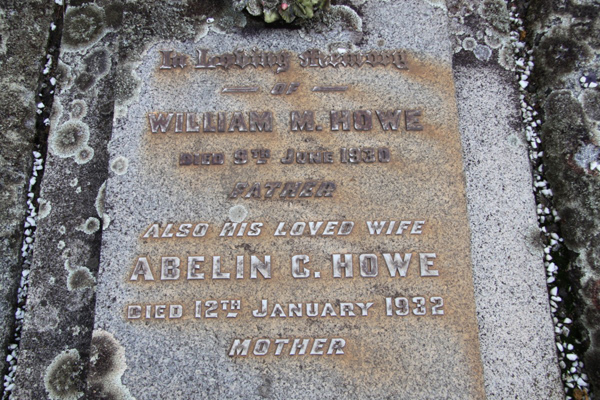 In Loving Memory
OF
WILLIAM M. HOWE
DIED 9TH JUNE 1930
FATHER
ALSO HIS LOVED WIFE
ABELIN C. HOWE
DIED 12TH JANUARY 1932
MOTHER